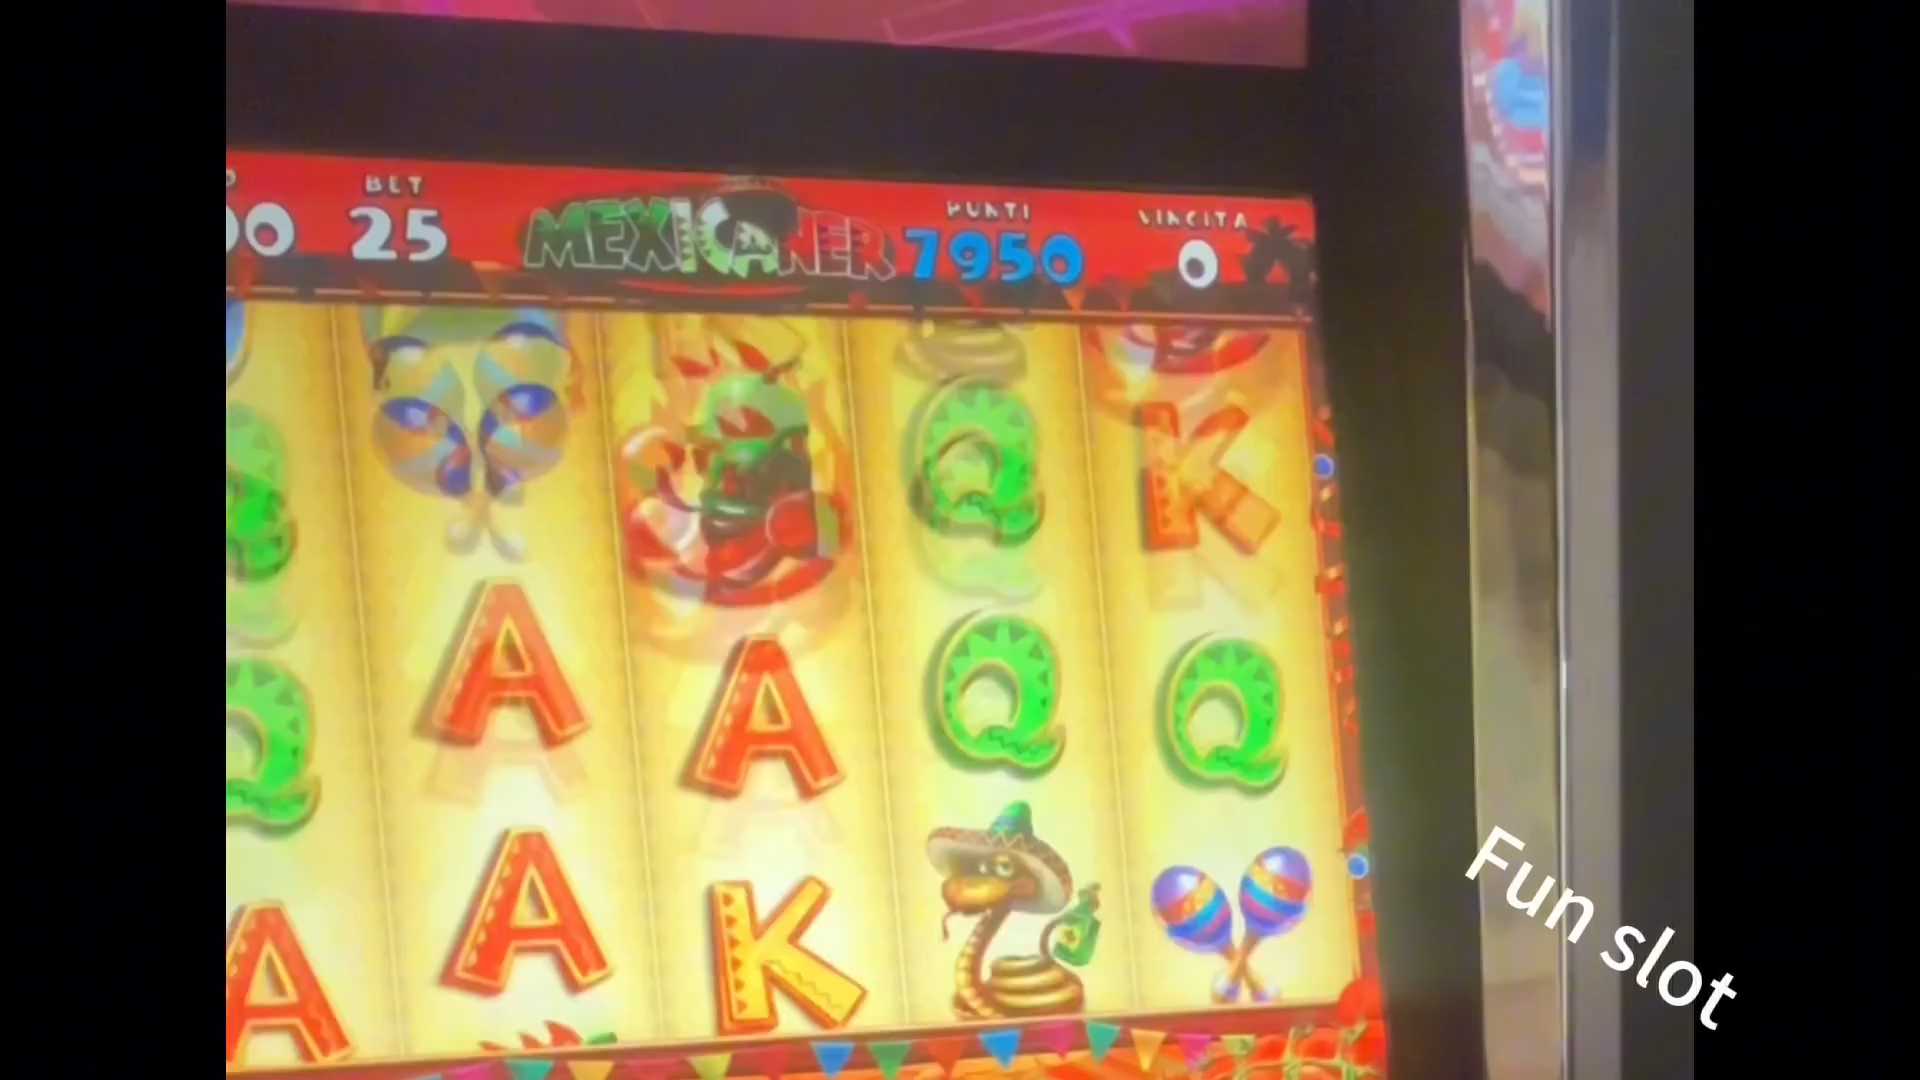 BET
25
MEXICANER
PUNTI
7950
VINCITA
0
Q K
A A Q Q
Q A K
A
Fun slot